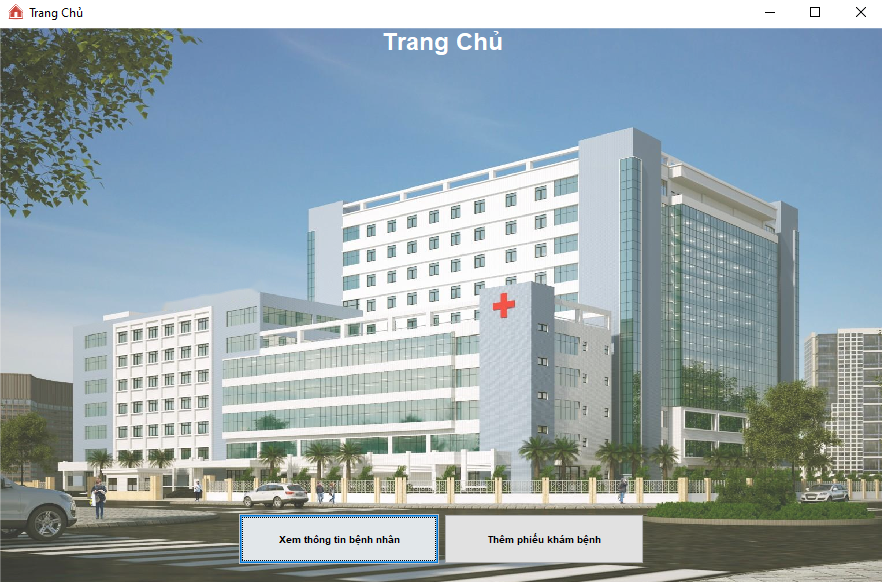 Trang Chủ
Trang Chủ
Xem thông tin bệnh nhân
Thêm phiếu khám bệnh